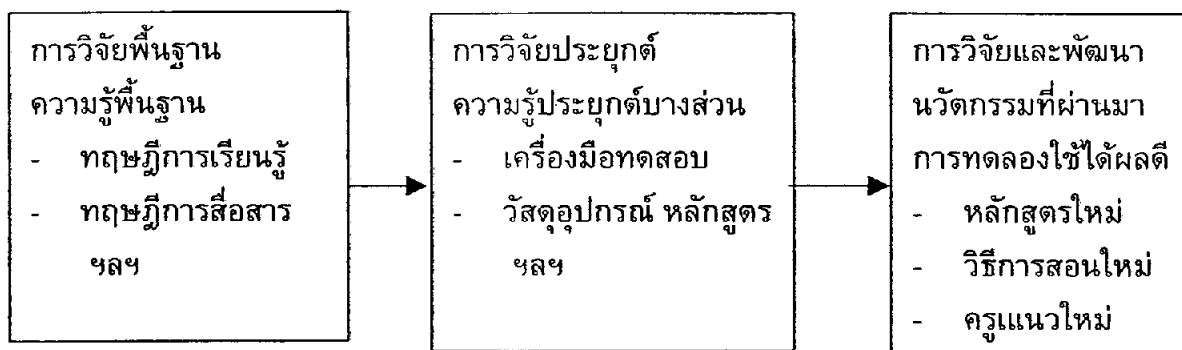 การวิจัยพื้นฐาน
ความรู้พื้นฐาน
- ทฤษฎีการเรียนรู้
- ทฤษฎีการสื่อสาร
ฯลฯ
การวิจัยประยุกต์
ความรู้ประยุกต์บางส่วน
- เครื่องมือทดสอบ
- วัสดุอุปกรณ์ หลักสูตร
ฯลฯ
การวิจัยและพัฒนา
นวัตกรรมที่ผ่านมา
การทดลองใช้ได้ผลดี
- หลักสูตรใหม่
- วิธีการสอนใหม่
- ครูแนวใหม่